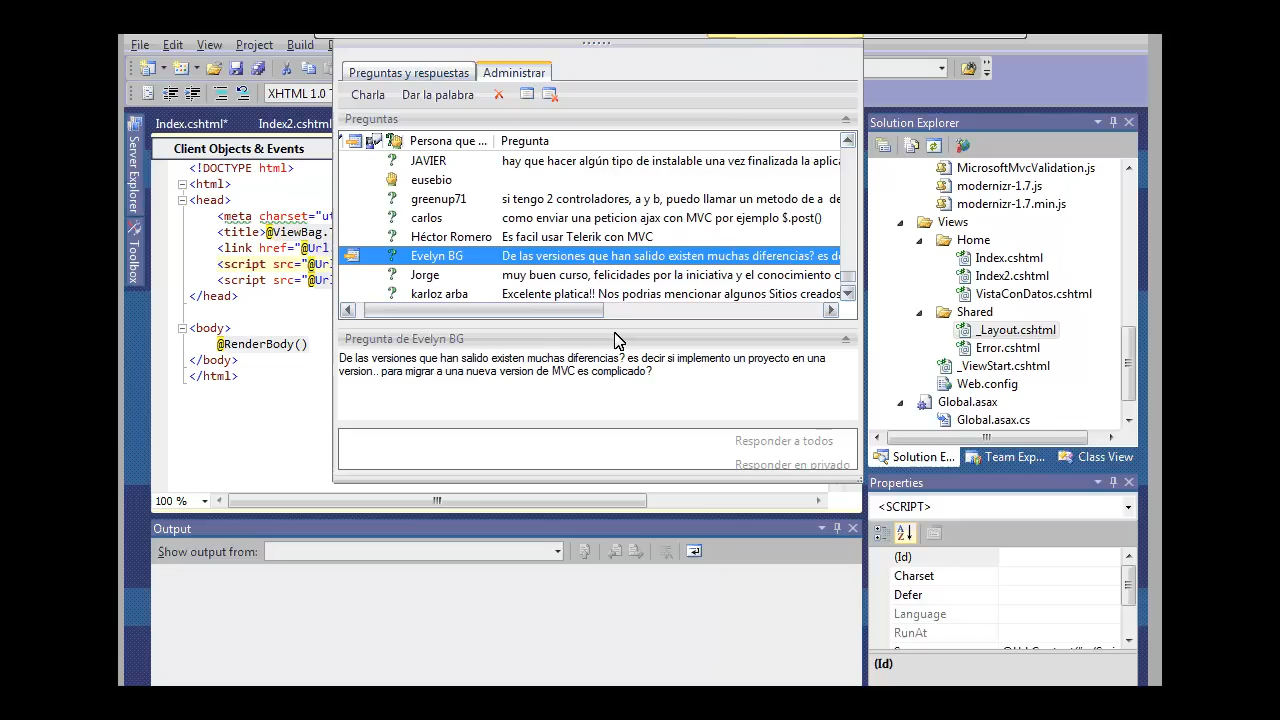 File Edit View Project Build
XHTML 1.0
Index.cshtml* Index2.cshtml
Client Objects & Events
<!DOCTYPE html>
<html>
<head>
<meta charset="ut
<title>@ViewBag.
<link href="@Url.
<script src="@Ur
<script src="@Ur
</head>
<body>
@RenderBody()
</body>
</html>
100 %
Server Explorer
Toolbox
Preguntas y respuestas Administrar
Charla Dar la palabra
Preguntas
Persona que ... Pregunta
JAVIER hay que hacer algún tipo de instalable una vez finalizada la aplica
eusebio
greenup71 si tengo 2 controladores, a y b, puedo llamar un metodo de a de
carlos como enviar una peticion ajax con MVC por ejemplo $.post()
Héctor Romero Es facil usar Telerik con MVC
Evelyn BG De las versiones que han salido existen muchas diferencias? es de
Jorge muy buen curso, felicidades por la iniciativa y el conocimiento c
karloz arba Excelente platica!! Nos podrias mencionar algunos Sitios creados
Pregunta de Evelyn BG
De las versiones que han salido existen muchas diferencias? es decir si implemento un proyecto en una
version.. para migrar a una nueva version de MVC es complicado?
Responder a todos
Responder en privado
Output
Show output from:
Solution Explorer
MicrosoftMvcValidation.js
modernizr-1.7.js
modernizr-1.7.min.js
Views
Home
Index.cshtml
Index2.cshtml
VistaConDatos.cshtml
Shared
_Layout.cshtml
Error.cshtml
_ViewStart.cshtml
Web.config
Global.asax
Global.asax.cs
Solution E... Team Exp... Class View
Properties
<SCRIPT>
(Id)
Charset
Defer
Language
RunAt
(Id)